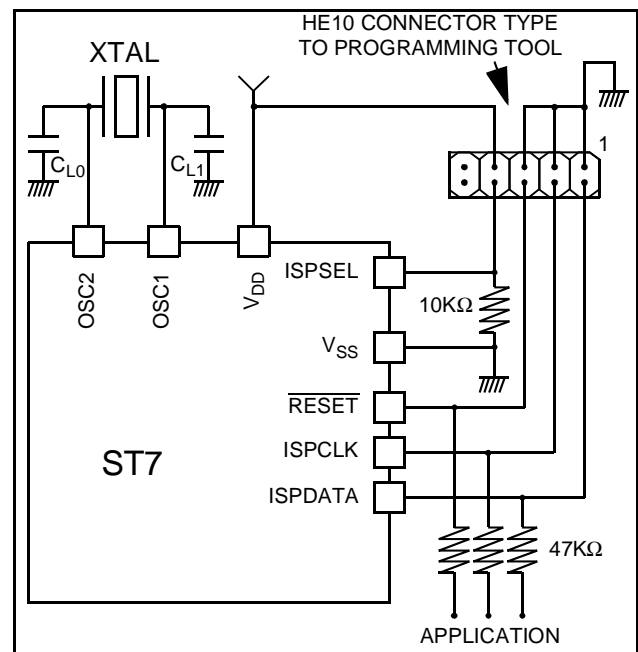 HE10 CONNECTOR TYPE
TO PROGRAMMING TOOL
XTAL
1
CL0
CL1
OSC2
OSC1
VDD
ISPSEL
10KΩ
VSS
RESET
ST7
ISPCLK
ISPDATA
47KΩ
APPLICATION